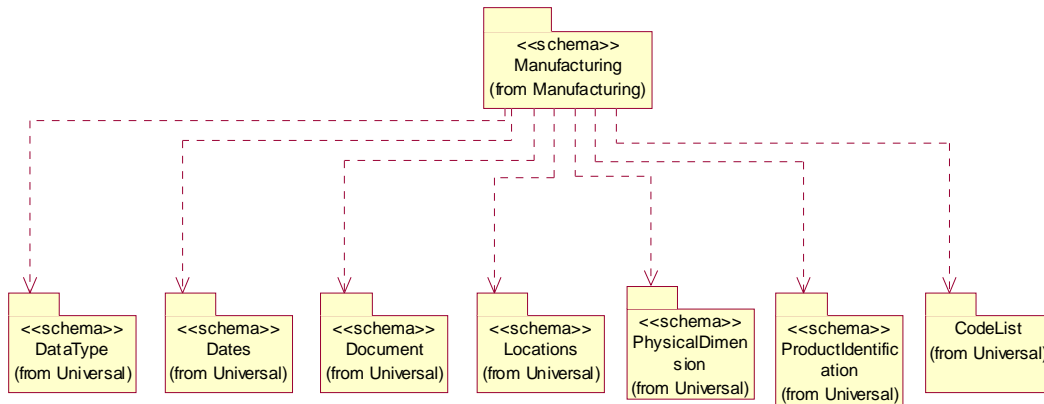 <<schema>>
Manufacturing
(from Manufacturing)
<<schema>>
DataType
(from Universal)
<<schema>>
Dates
(from Universal)
<<schema>>
Document
(from Universal)
<<schema>>
Locations
(from Universal)
<<schema>>
PhysicalDimen
sion
(from Universal)
<<schema>>
ProductIdentific
ation
(from Universal)
CodeList
(from Universal)